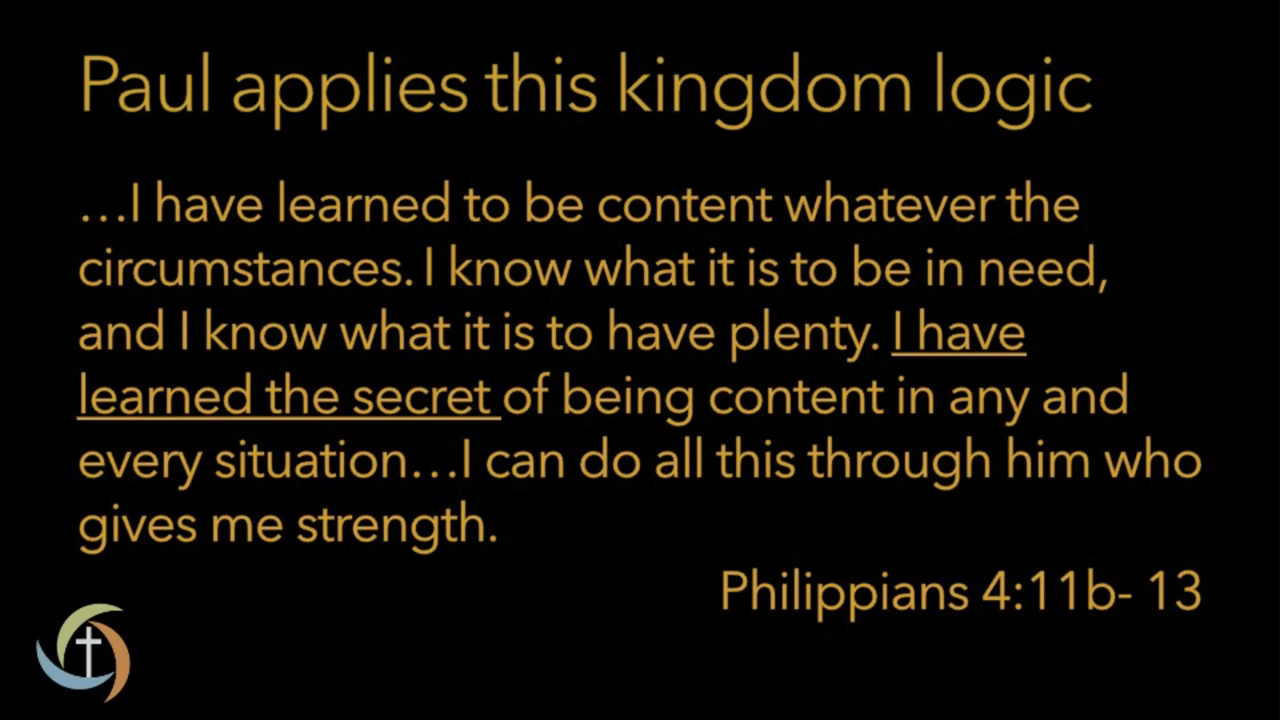 Paul applies this kingdom logic
…I have learned to be content whatever the
circumstances. I know what it is to be in need,
and I know what it is to have plenty. I have
learned the secret of being content in any and
every situation…I can do all this through him who
gives me strength.
Philippians 4:11b- 13